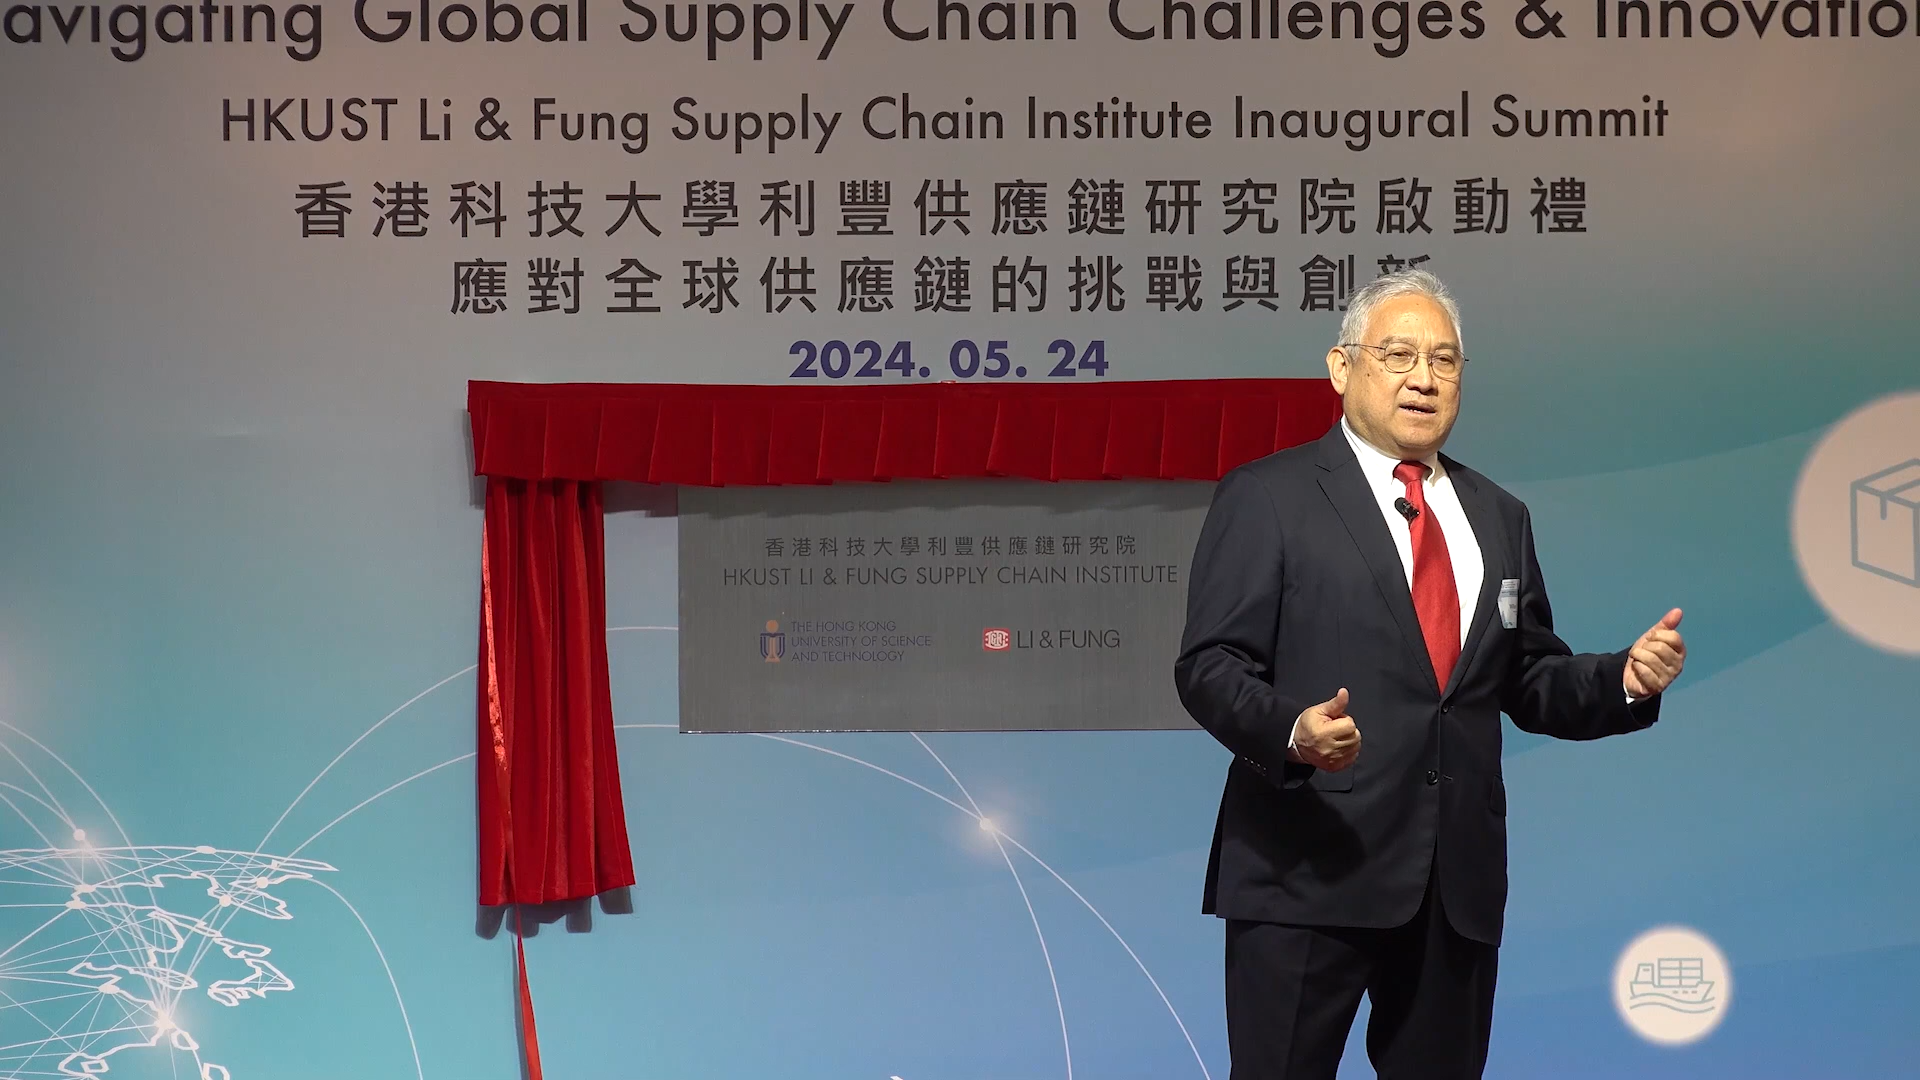 avigating Global Supply Chain Challenges & Innovation
HKUST Li & Fung Supply Chain Institute Inaugural Summit
香港科技大學利豐供應鏈研究院啟動禮
應對全球供應鏈的挑戰與創新
2024. 05. 24
香港科技大學利豐供應鏈研究院
HKUST LI & FUNG SUPPLY CHAIN INSTITUTE
THE HONG KONG
UNIVERSITY OF SCIENCE
AND TECHNOLOGY
LI & FUNG